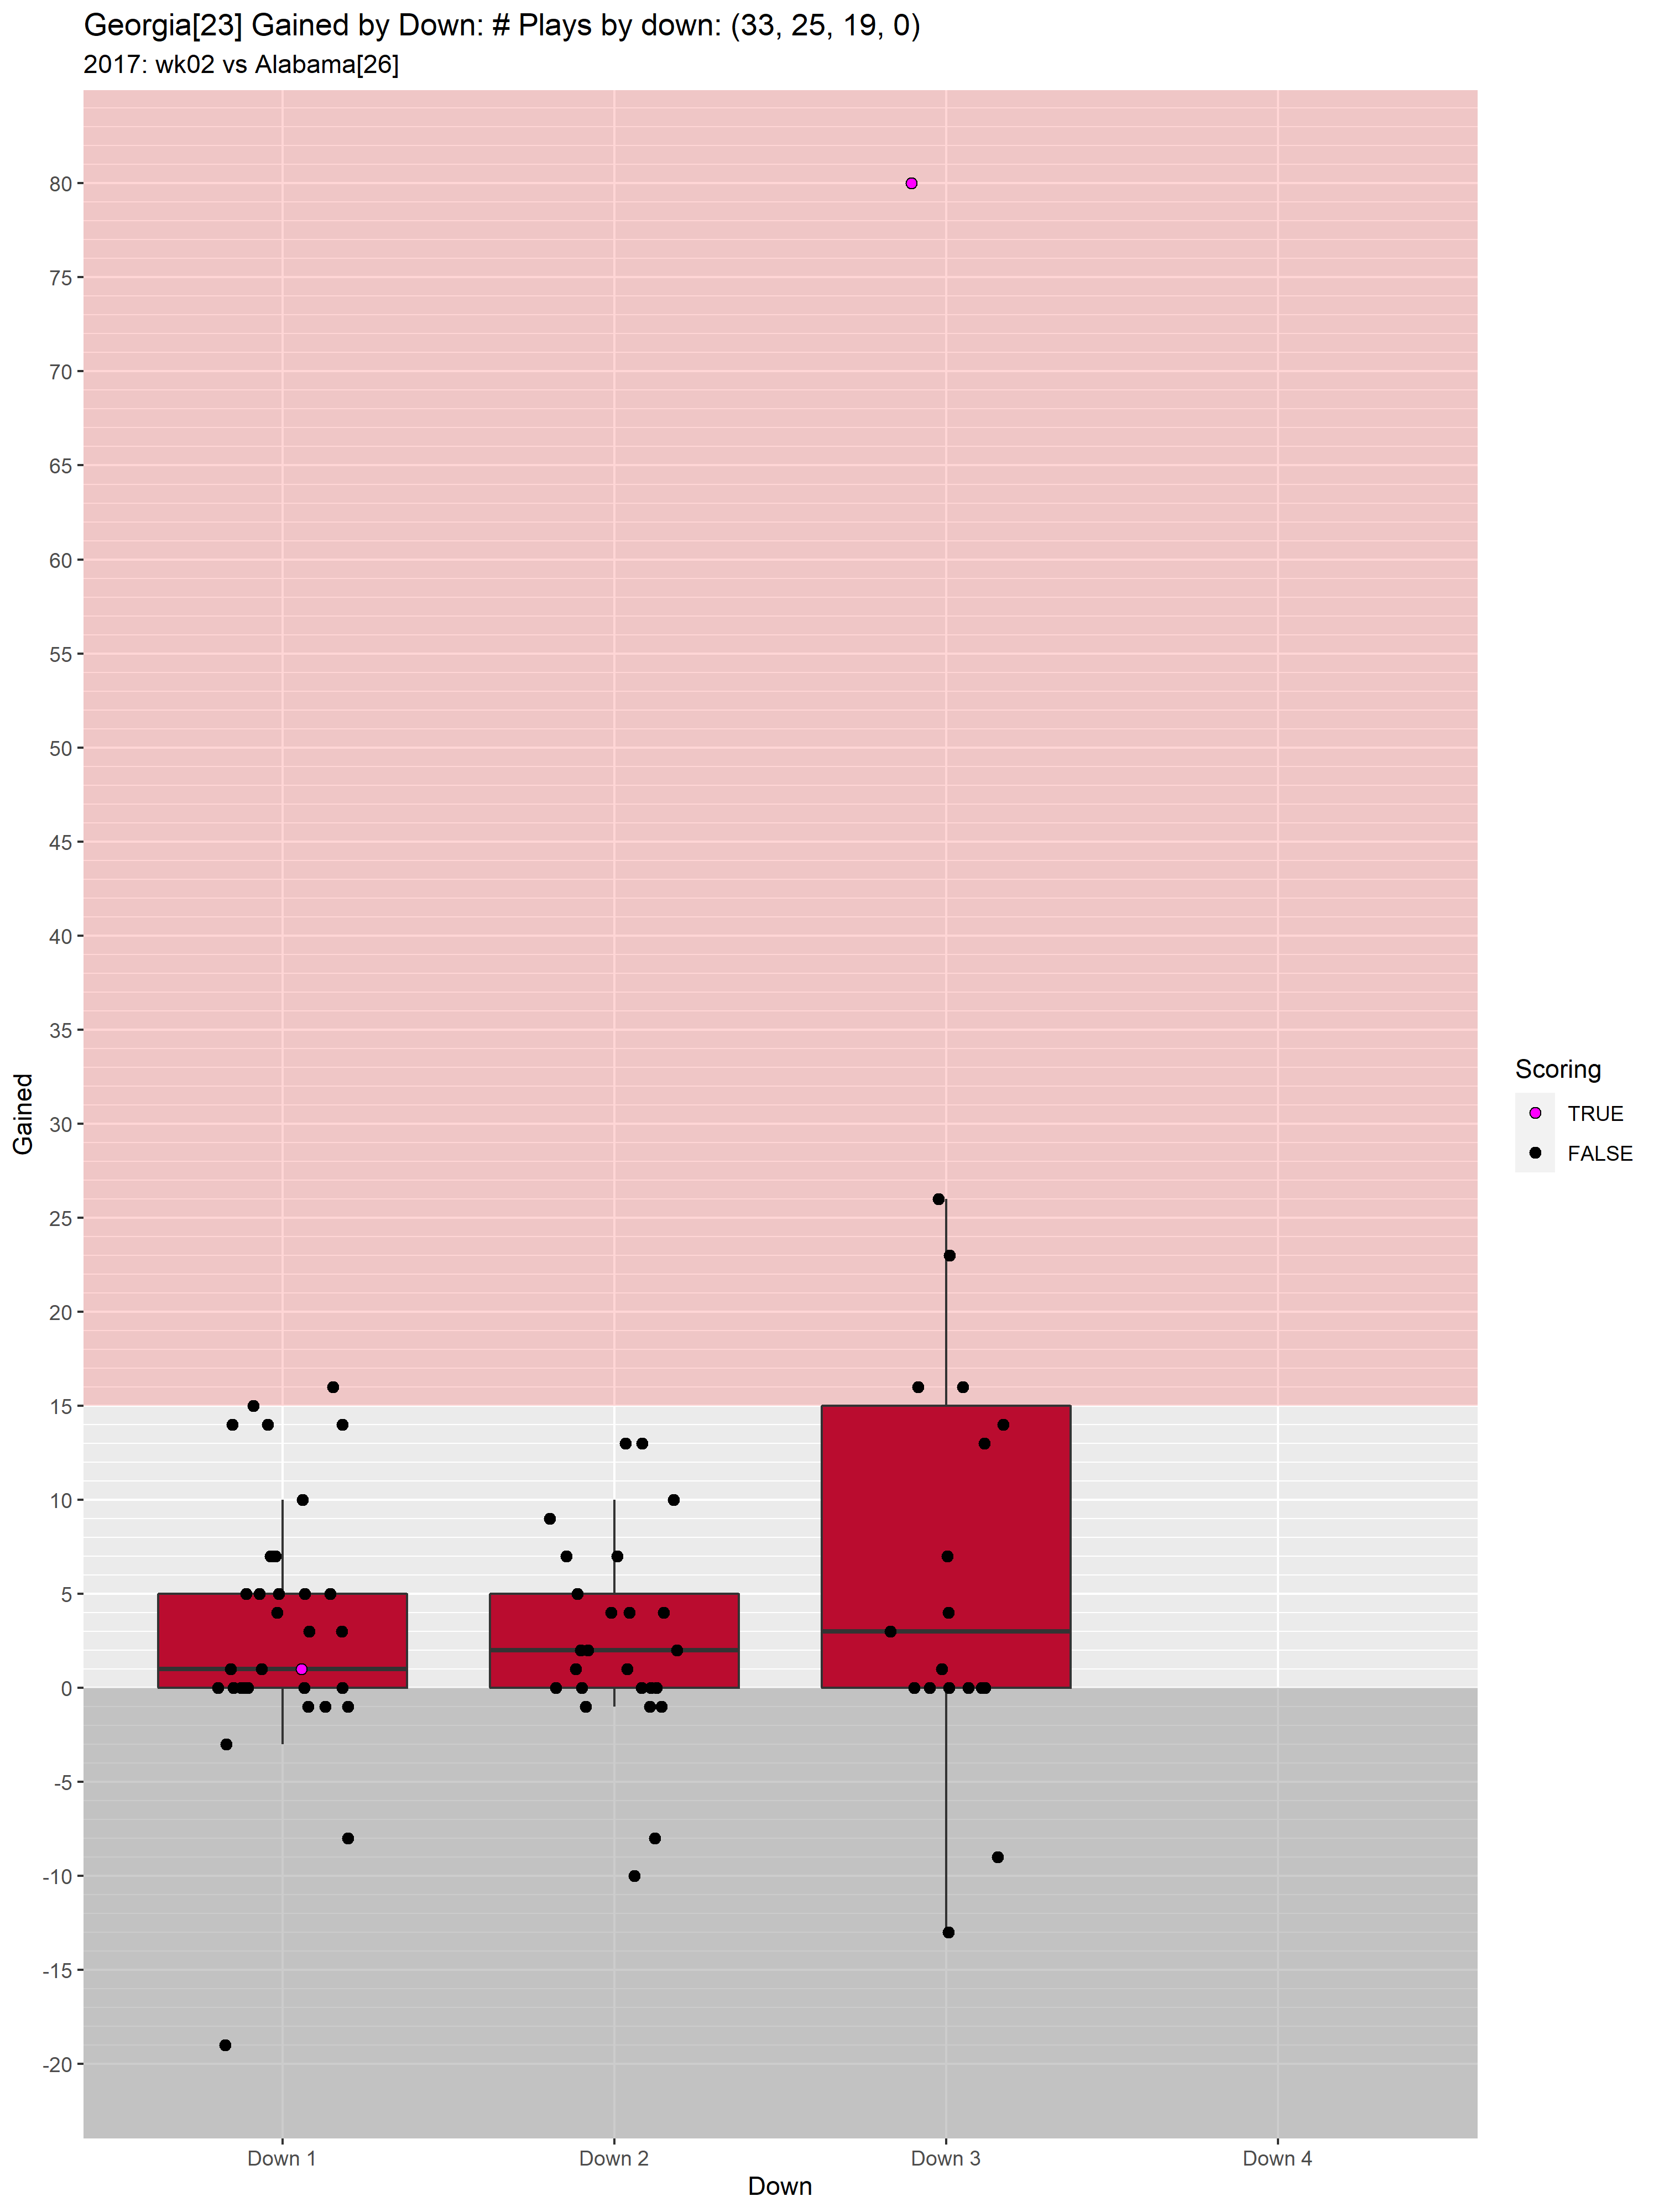 Georgia[23] Gained by Down: # Plays by down: (33, 25, 19, 0)
2017: wk02 vs Alabama[26]
80
75
70
65
60
55
50
45
40
35
30
25
20
15
10
5
0
-5
-10
-15
-20
Gained
Down 1
Down 2
Down 3
Down 4
Down
Scoring
TRUE
FALSE